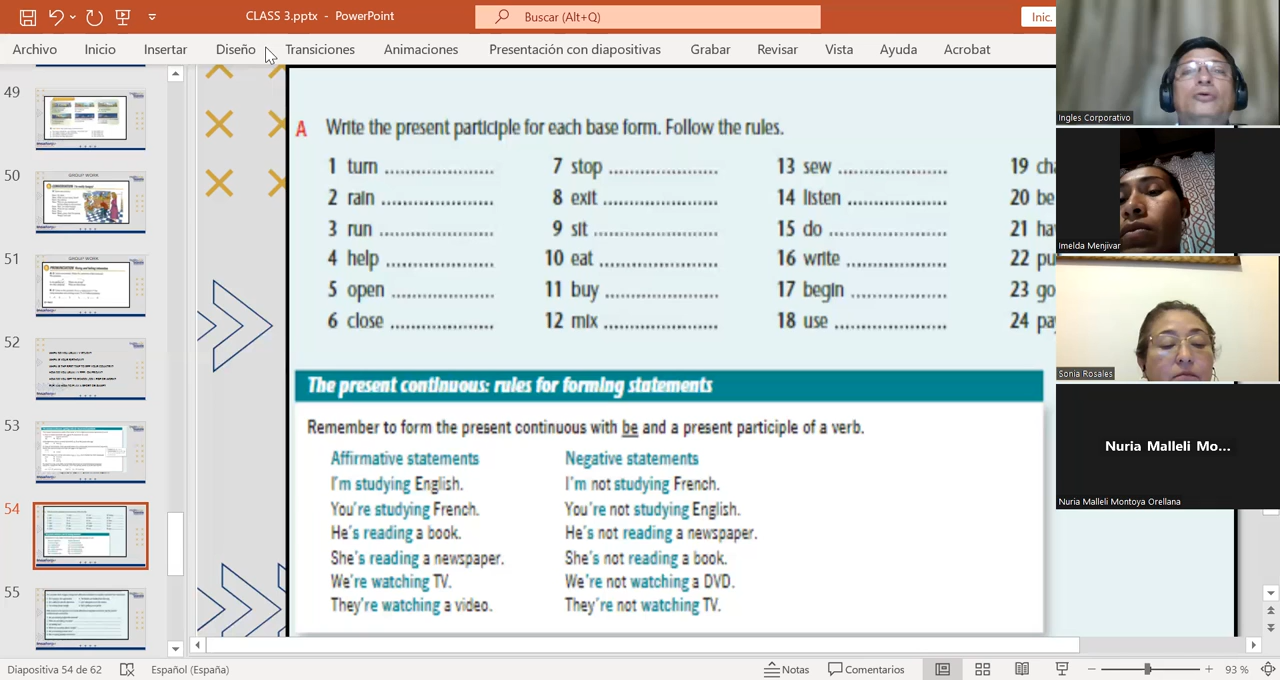 CLASS 3.pptx - PowerPoint
Buscar (Alt+Q)
Inic.
Archivo Inicio Insertar Diseño Transiciones Animaciones Presentación con diapositivas Grabar Revisar Vista Ayuda Acrobat
49
50
51
52
53
54
55
A Write the present participle for each base form. Follow the rules.
1 turn ..................... 7 stop ..................... 13 sew ..................... 19 cha
2 rain ..................... 8 exit ..................... 14 listen ..................... 20 be
3 run ..................... 9 sit ..................... 15 do ..................... 21 ha
4 help ..................... 10 eat ..................... 16 write ..................... 22 pu
5 open ..................... 11 buy ..................... 17 begin ..................... 23 go
6 close ..................... 12 mix ..................... 18 use ..................... 24 pa
The present continuous: rules for forming statements
Remember to form the present continuous with be and a present participle of a verb.
Affirmative statements Negative statements
I'm studying English. I'm not studying French.
You're studying French. You're not studying English.
He's reading a book. He's not reading a newspaper.
She's reading a newspaper. She's not reading a book.
We're watching TV. We're not watching a DVD.
They're watching a video. They're not watching TV.
Ingles Corporativo
Imelda Menjivar
Sonia Rosales
Nuria Malleli Mo...
Nuria Malleli Montoya Orellana
Diapositiva 54 de 62 Español (España) Notas Comentarios 93 %